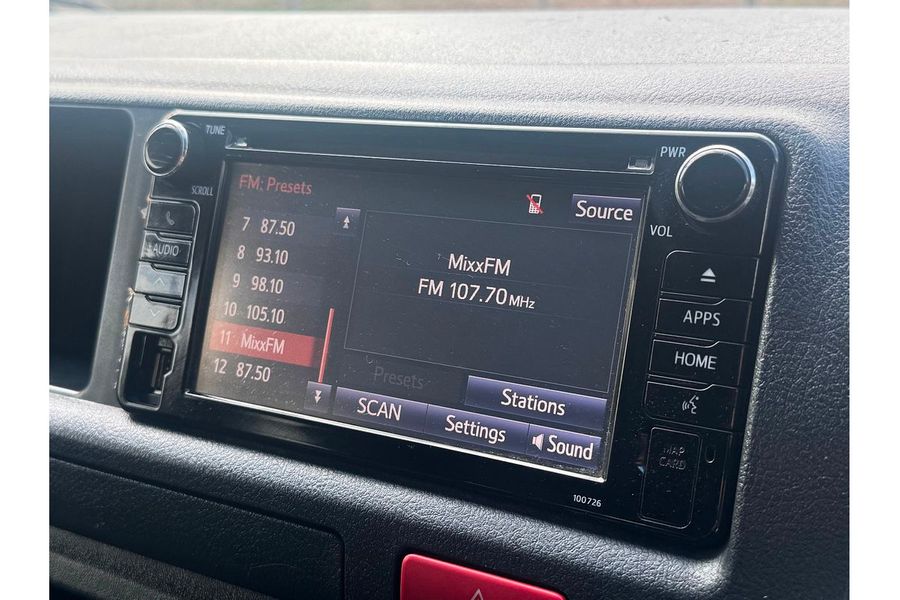 TUNE
PWR
SCROLL
VOL
AUDIO
FM: Presets
Source
7 87.50
8 93.10
9 98.10
10 105.10
11 MixxFM
12 87.50
MixxFM
FM 107.70 MHz
Presets
Stations
SCAN
Settings
Sound
APPS
HOME
MAP
CARD
100726